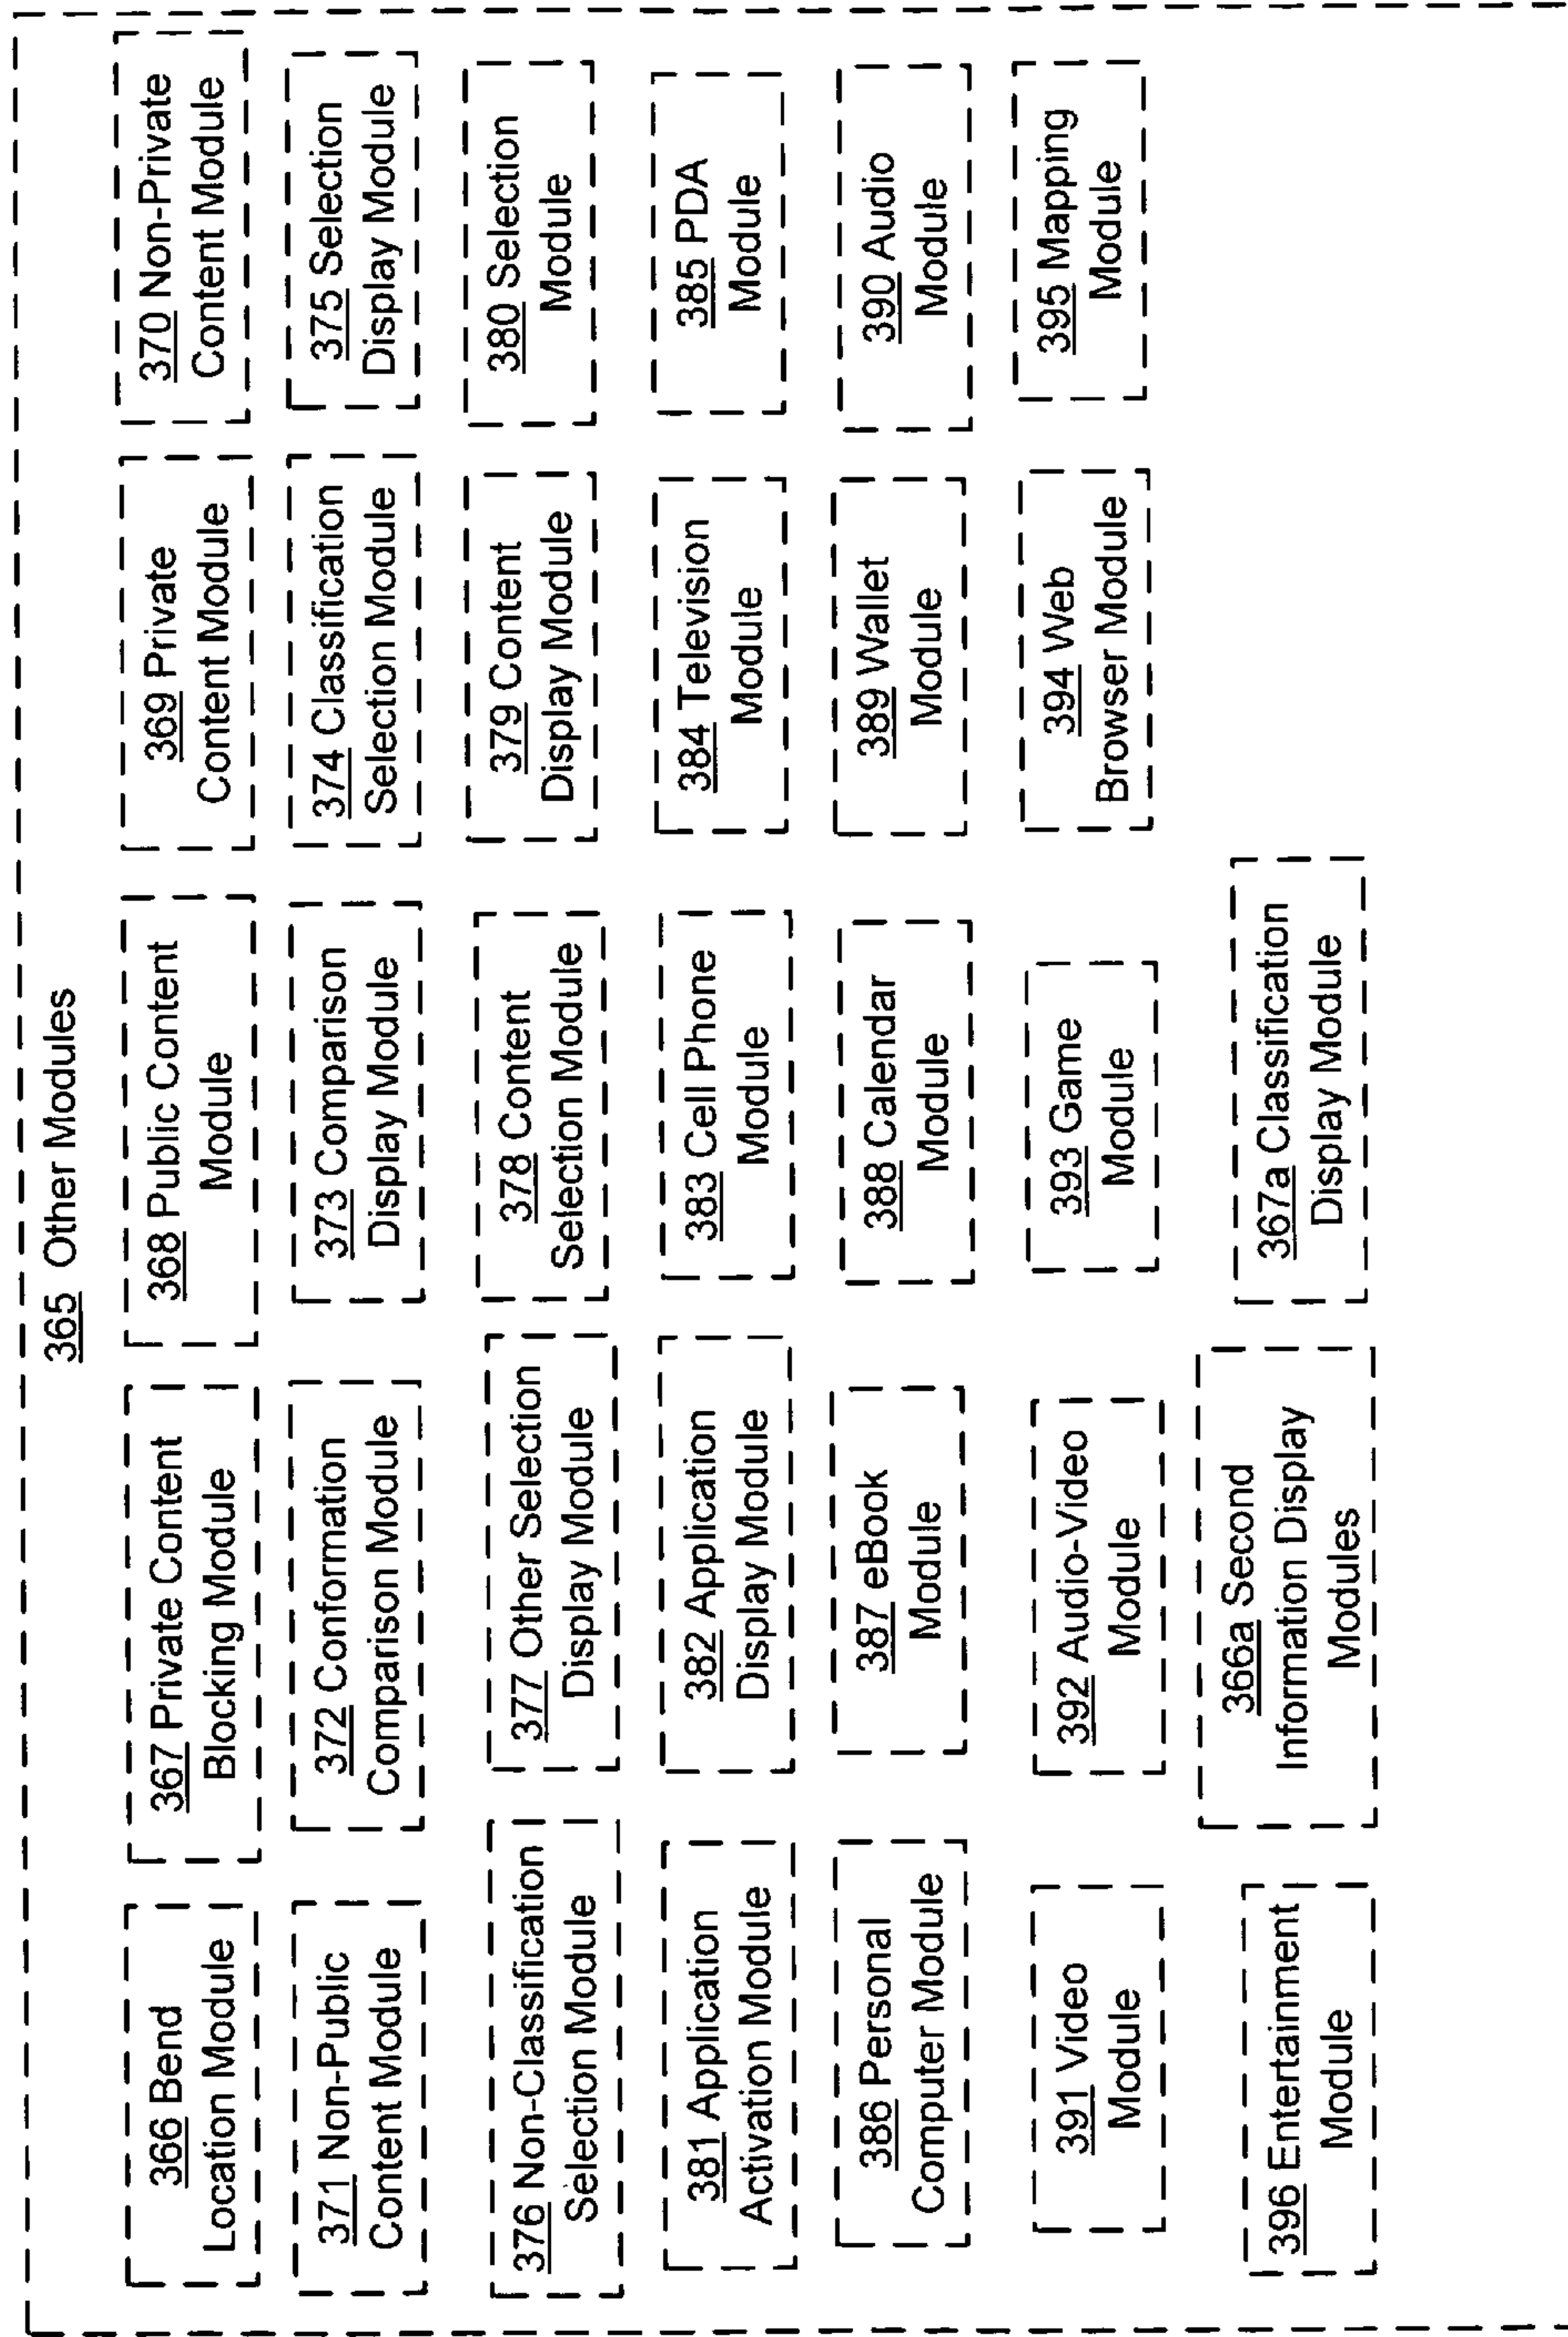 365 Other Modules
366 Bend
Location Module
367 Private Content
Blocking Module
368 Public Content
Module
369 Private
Content Module
370 Non-Private
Content Module
371 Non-Public
Content Module
372 Conformation
Comparison Module
373 Comparison
Display Module
374 Classification
Selection Module
375 Selection
Display Module
376 Non-Classification
Selection Module
377 Other Selection
Display Module
378 Content
Selection Module
379 Content
Display Module
380 Selection
Module
381 Application
Activation Module
382 Application
Display Module
383 Cell Phone
Module
384 Television
Module
385 PDA
Module
386 Personal
Computer Module
387 eBook
Module
388 Calendar
Module
389 Wallet
Module
390 Audio
Module
391 Video
Module
392 Audio-Video
Module
393 Game
Module
394 Web
Browser Module
395 Mapping
Module
396 Entertainment
Module
366a Second
Information Display
Modules
367a Classification
Display Module